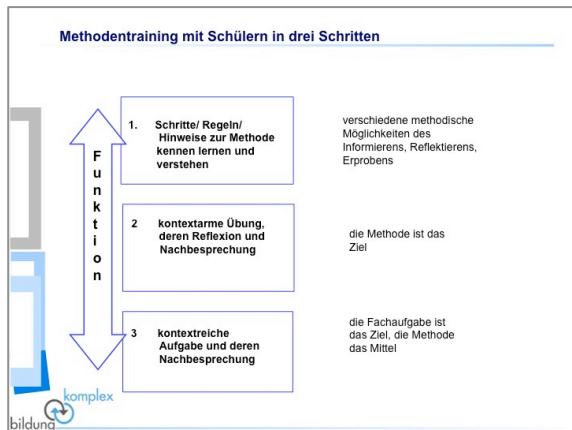 Methodentraining mit Schülern in drei Schritten
Funktion
1. Schritte/ Regeln/
Hinweise zur Methode
kennen lernen und
verstehen
verschiedene methodische
Möglichkeiten des
Informierens, Reflektierens,
Erprobens
2 kontextarme Übung,
deren Reflexion und
Nachbesprechung
die Methode ist das
Ziel
3 kontextreiche
Aufgabe und deren
Nachbesprechung
die Fachaufgabe ist
das Ziel, die Methode
das Mittel
komplex
bildung